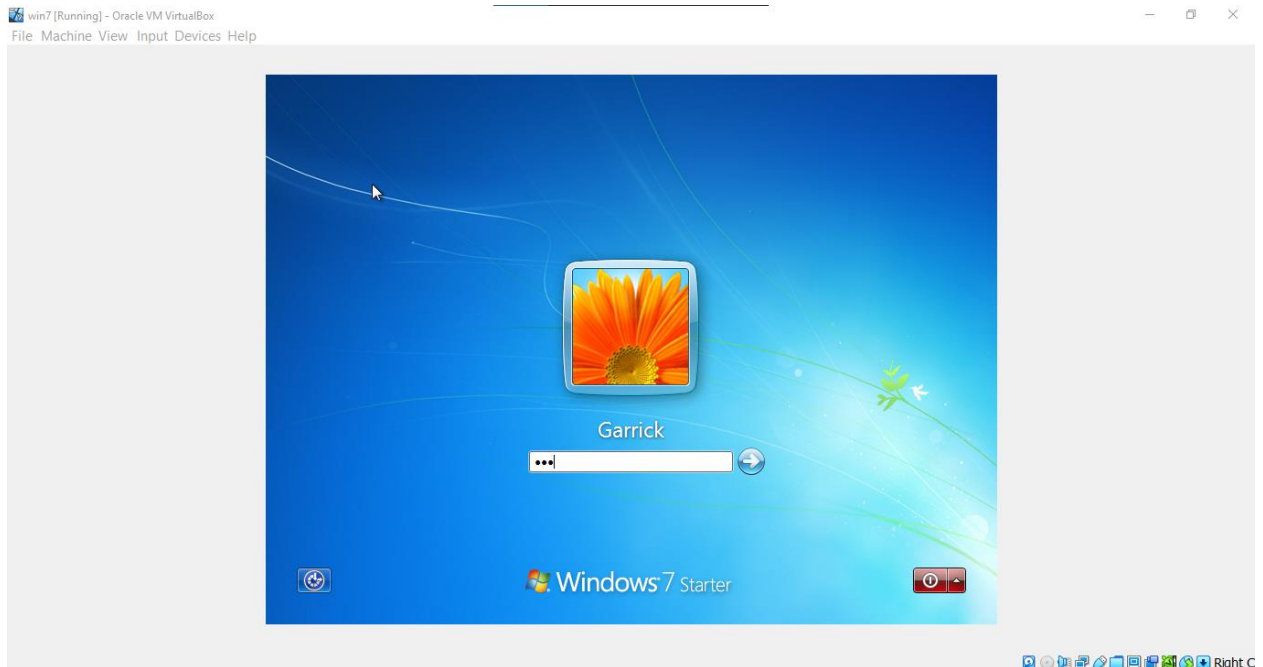 win7 [Running] - Oracle VM VirtualBox
File Machine View Input Devices Help
Garrick
Windows 7 Starter
Right C